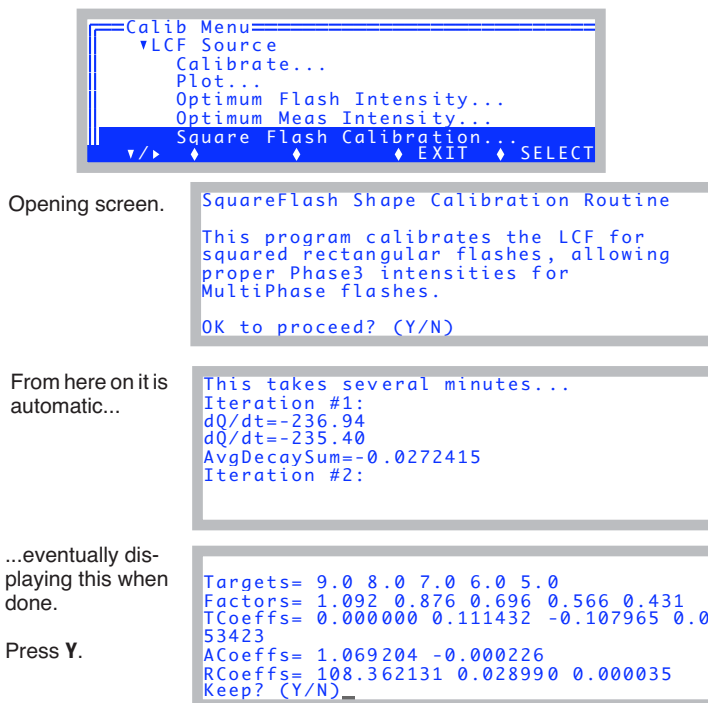 Calib Menu
▼LCF Source
Calibrate...
Plot...
Optimum Flash Intensity...
Optimum Meas Intensity...
Square Flash Calibration...
▼/▶ ♦ ♦ ♦ EXIT ♦ SELECT
Opening screen.
SquareFlash Shape Calibration Routine
This program calibrates the LCF for
squared rectangular flashes, allowing
proper Phase3 intensities for
MultiPhase flashes.
OK to proceed? (Y/N)
From here on it is
automatic...
This takes several minutes...
Iteration #1:
dQ/dt=-236.94
dQ/dt=-235.40
AvgDecaySum=-0.0272415
Iteration #2:
...eventually dis-
playing this when
done.
Press Y.
Targets= 9.0 8.0 7.0 6.0 5.0
Factors= 1.092 0.876 0.696 0.566 0.431
TCoeffs= 0.000000 0.111432 -0.107965 0.0
53423
ACoeffs= 1.069204 -0.000226
RCoeffs= 108.362131 0.028990 0.000035
Keep? (Y/N)_